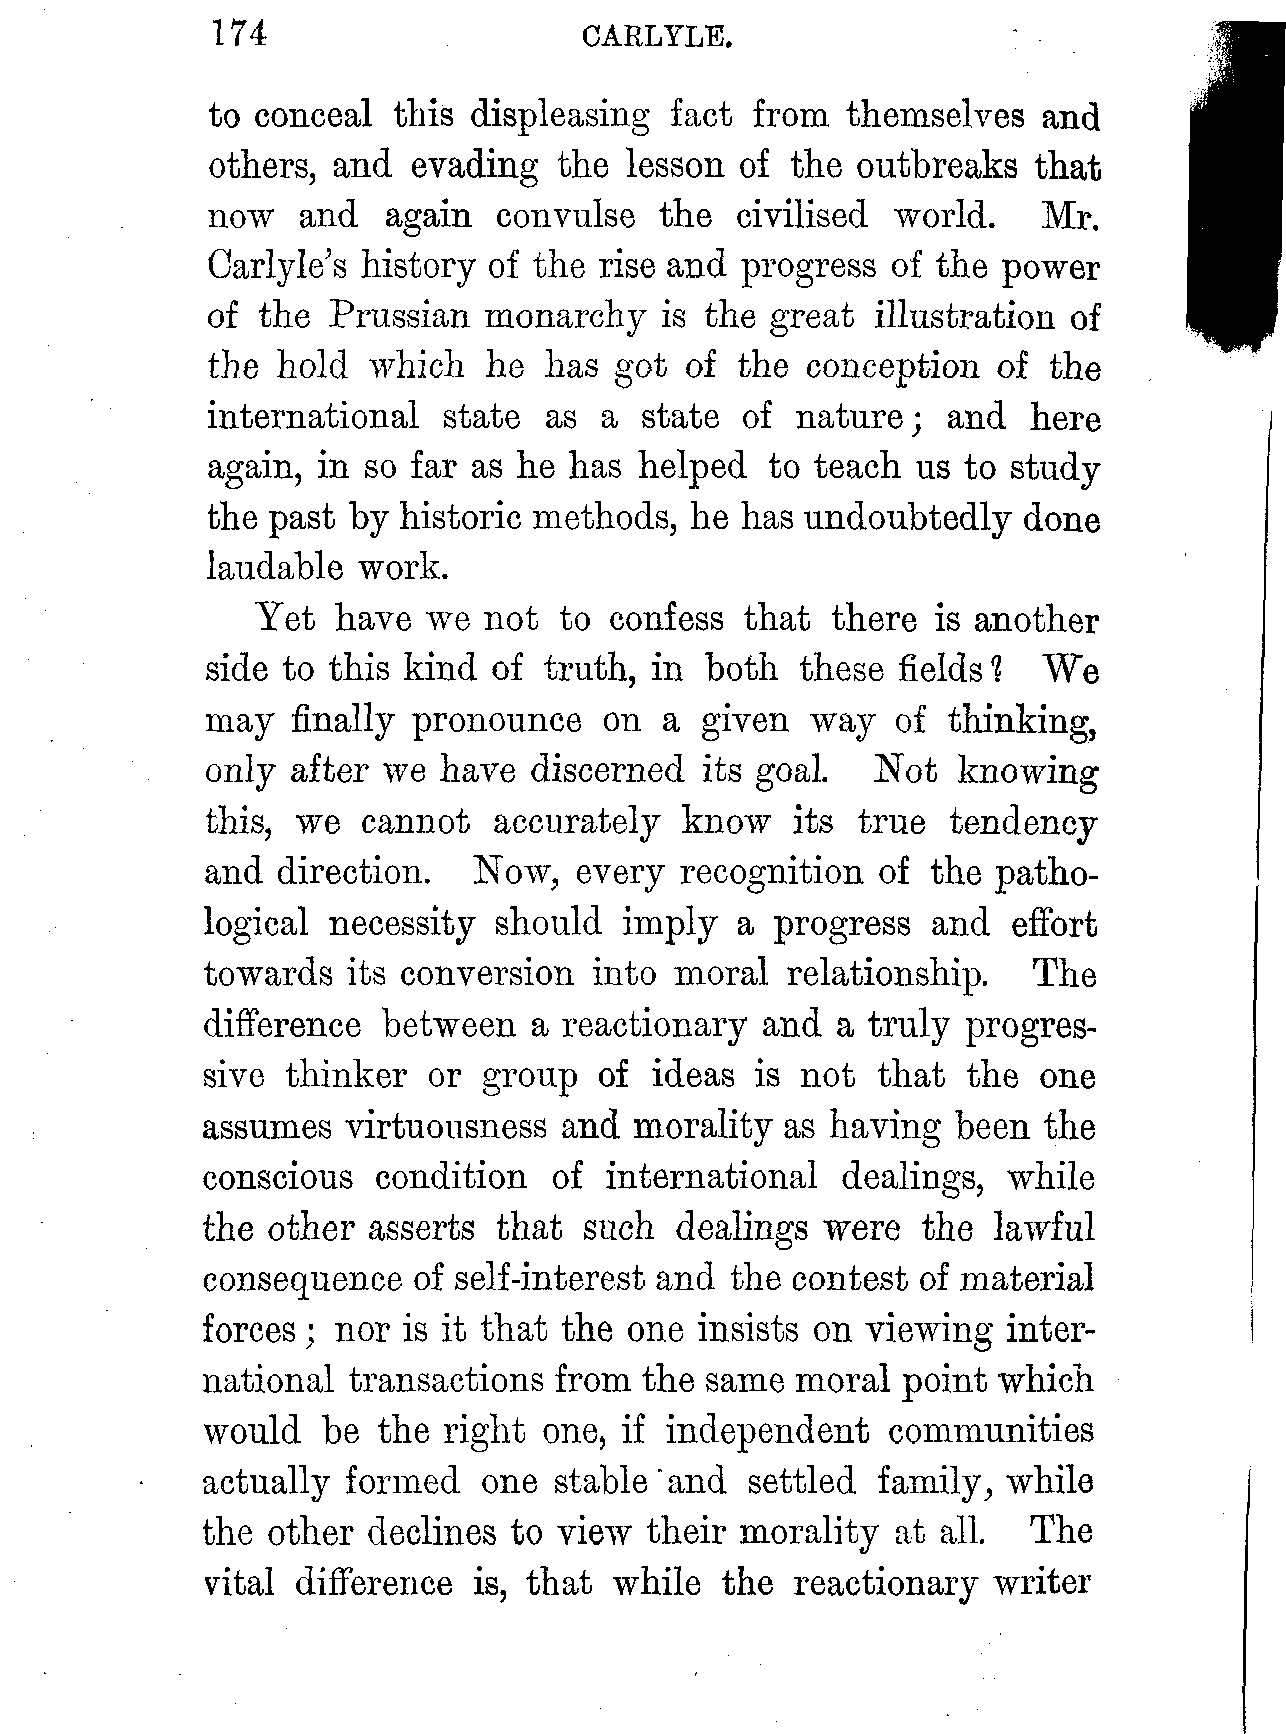 174 CARLYLE.
to conceal this displeasing fact from themselves and
others, and evading the lesson of the outbreaks that
now and again convulse the civilised world. Mr.
Carlyle's history of the rise and progress of the power
of the Prussian monarchy is the great illustration of
the hold which he has got of the conception of the
international state as a state of nature; and here
again, in so far as he has helped to teach us to study
the past by historic methods, he has undoubtedly done
laudable work.
Yet have we not to confess that there is another
side to this kind of truth, in both these fields? We
may finally pronounce on a given way of thinking,
only after we have discerned its goal. Not knowing
this, we cannot accurately know its true tendency
and direction. Now, every recognition of the patho-
logical necessity should imply a progress and effort
towards its conversion into moral relationship. The
difference between a reactionary and a truly progres-
sive thinker or group of ideas is not that the one
assumes virtuousness and morality as having been the
conscious condition of international dealings, while
the other asserts that such dealings were the lawful
consequence of self-interest and the contest of material
forces; nor is it that the one insists on viewing inter-
national transactions from the same moral point which
would be the right one, if independent communities
actually formed one stable and settled family, while
the other declines to view their morality at all. The
vital difference is, that while the reactionary writer